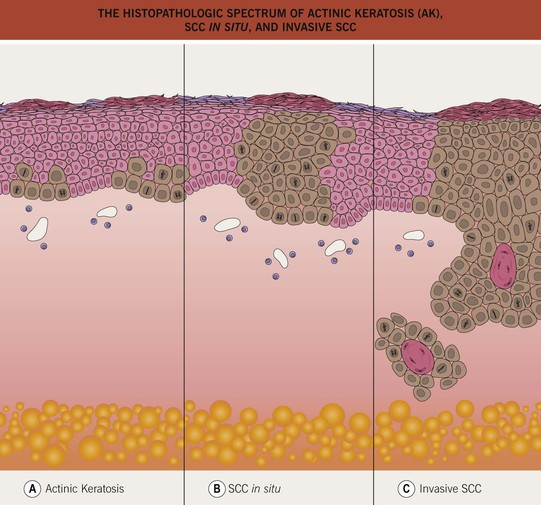 THE HISTOPATHOLOGIC SPECTRUM OF ACTINIC KERATOSIS (AK),
SCC IN SITU, AND INVASIVE SCC
A Actinic Keratosis
B SCC in situ
C Invasive SCC